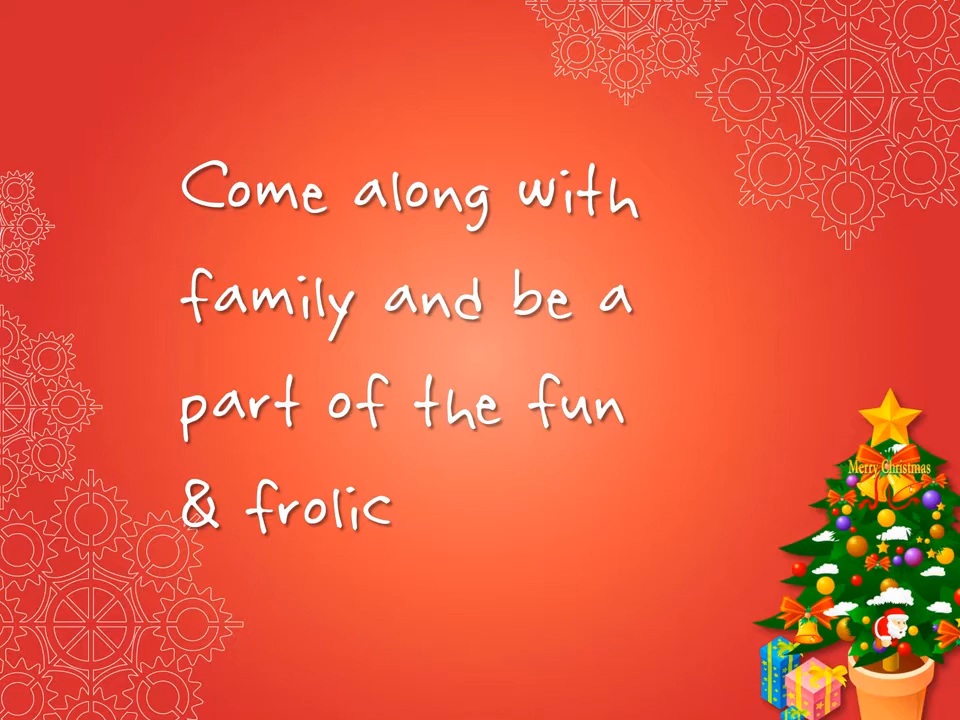 Come along with
family and be a
part of the fun
& frolic
Merry Christmas